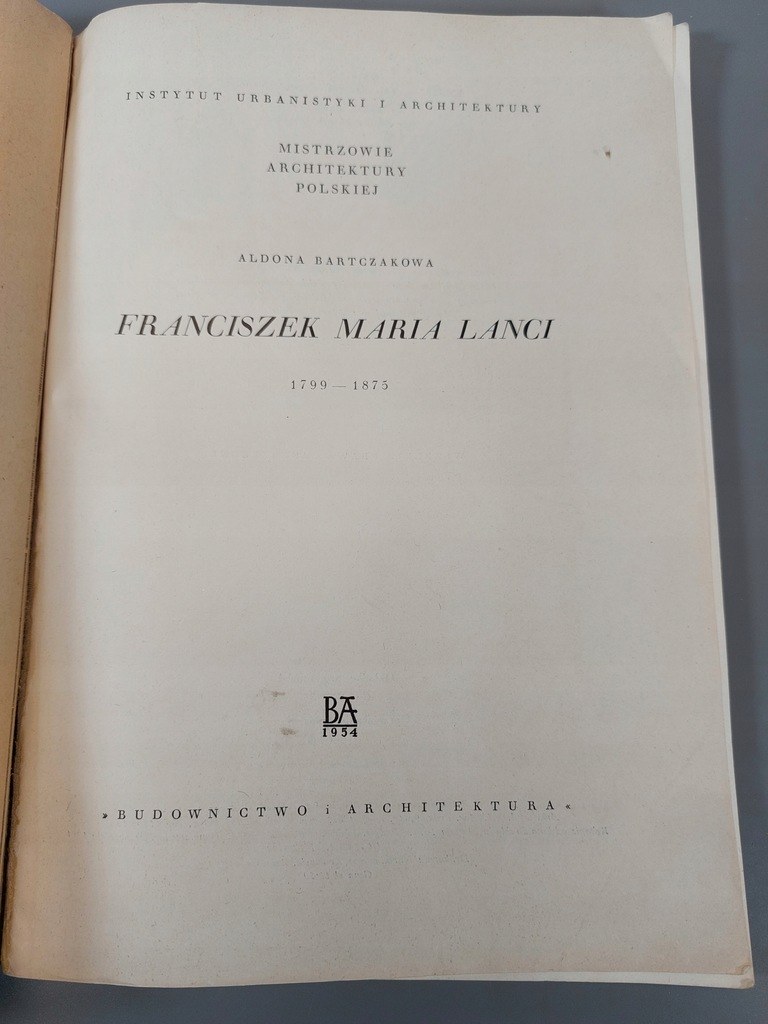 INSTYTUT URBANISTYKI I ARCHITEKTURY
MISTRZOWIE
ARCHITEKTURY
POLSKIEJ
ALDONA BARTCZAKOWA
FRANCISZEK MARIA LANCI
1799 — 1875
BA
1954
»BUDOWNICTWO i ARCHITEKTURA«